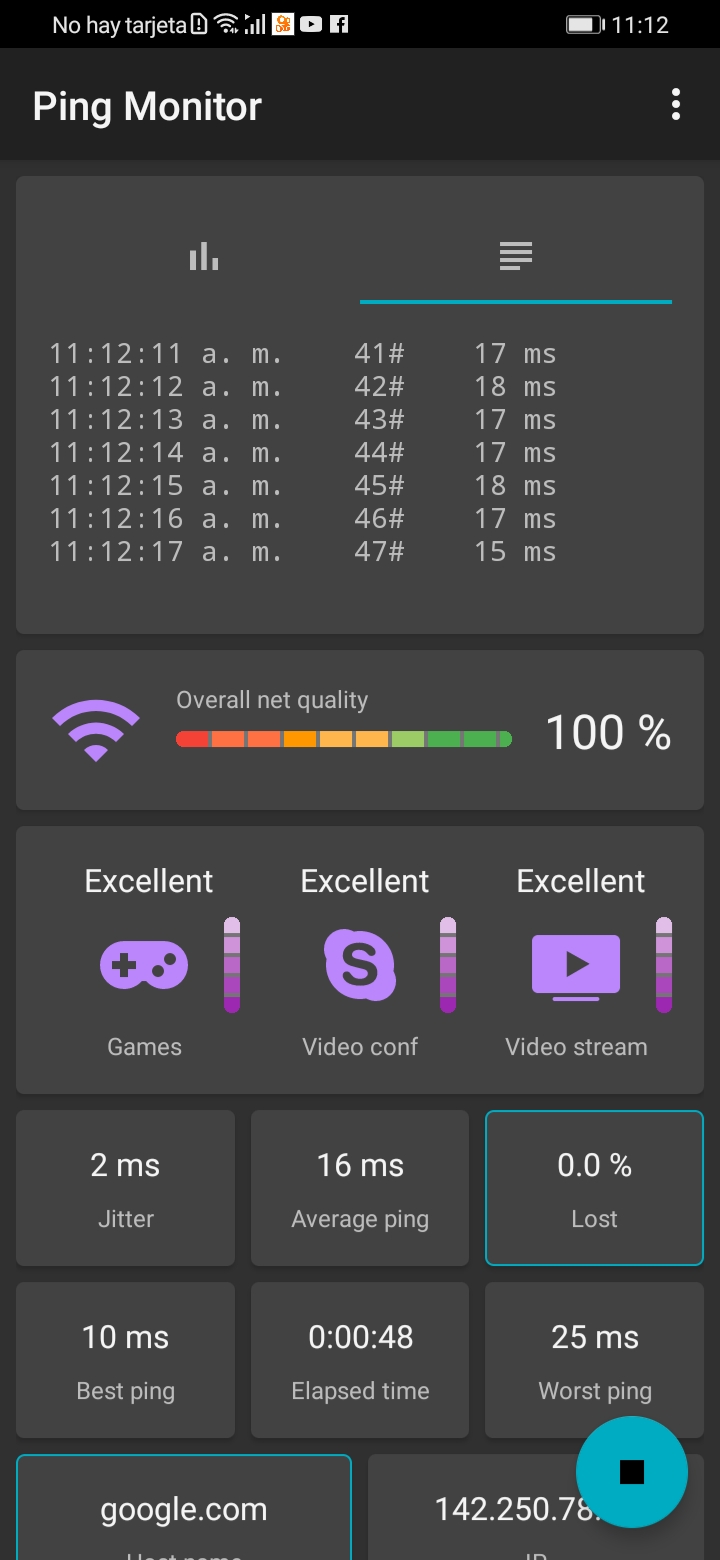 No hay tarjeta 11:12
Ping Monitor
11:12:11 a. m. 41# 17 ms
11:12:12 a. m. 42# 18 ms
11:12:13 a. m. 43# 17 ms
11:12:14 a. m. 44# 17 ms
11:12:15 a. m. 45# 18 ms
11:12:16 a. m. 46# 17 ms
11:12:17 a. m. 47# 15 ms
Overall net quality
100 %
Excellent Excellent Excellent
Games Video conf Video stream
2 ms 16 ms 0.0 %
Jitter Average ping Lost
10 ms 0:00:48 25 ms
Best ping Elapsed time Worst ping
google.com 142.250.78.
Host name IP